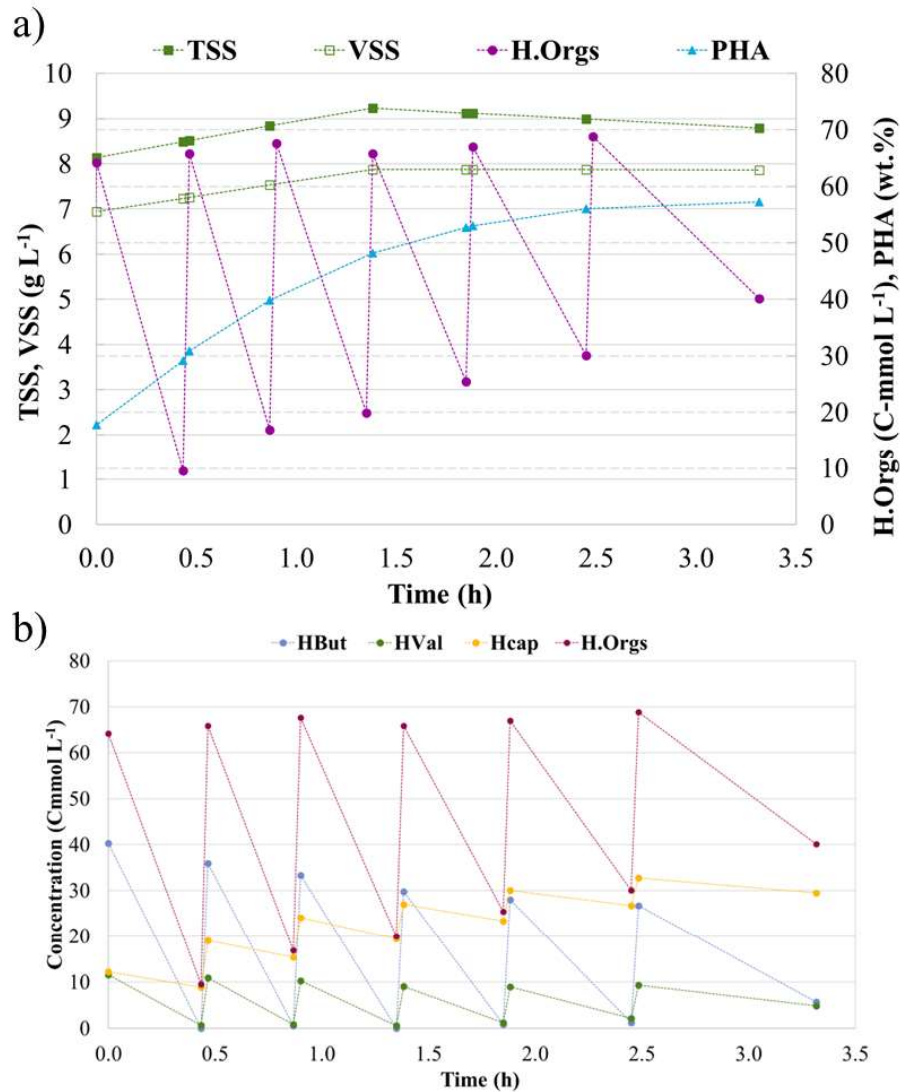 a)
TSS VSS H.Orgs PHA
10 80
9 70
8 60
7 50
6 40
5 30
4 20
3 10
2 0
1
0
TSS, VSS (g L⁻¹)
H.Orgs (C-mmol L⁻¹), PHA (wt.%)
0.0 0.5 1.0 1.5 2.0 2.5 3.0 3.5
Time (h)
b)
HBut HVal Hcap H.Orgs
80
70
60
50
40
30
20
10
0
Concentration (Cmmol L⁻¹)
0.0 0.5 1.0 1.5 2.0 2.5 3.0 3.5
Time (h)